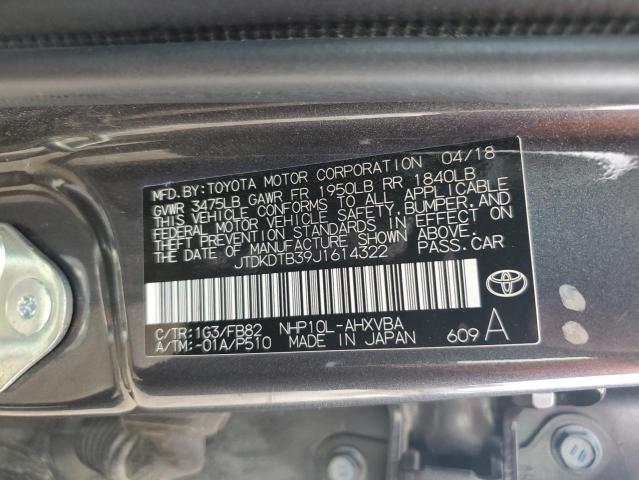 MFD.BY:TOYOTA MOTOR CORPORATION 04/18
GVWR 3475LB GAWR FR 1950LB RR 1840LB
THIS VEHICLE CONFORMS TO ALL APPLICABLE
FEDERAL MOTOR VEHICLE SAFETY,BUMPER,AND
THEFT PREVENTION STANDARDS IN EFFECT ON
THE DATE OF MANUFACTURE SHOWN ABOVE.
JTDKDTB39J1614322 PASS.CAR
C/TR:1G3/FB82 NHP10L-AHXVBA
A/TM:-01A/P510 MADE IN JAPAN 609 A